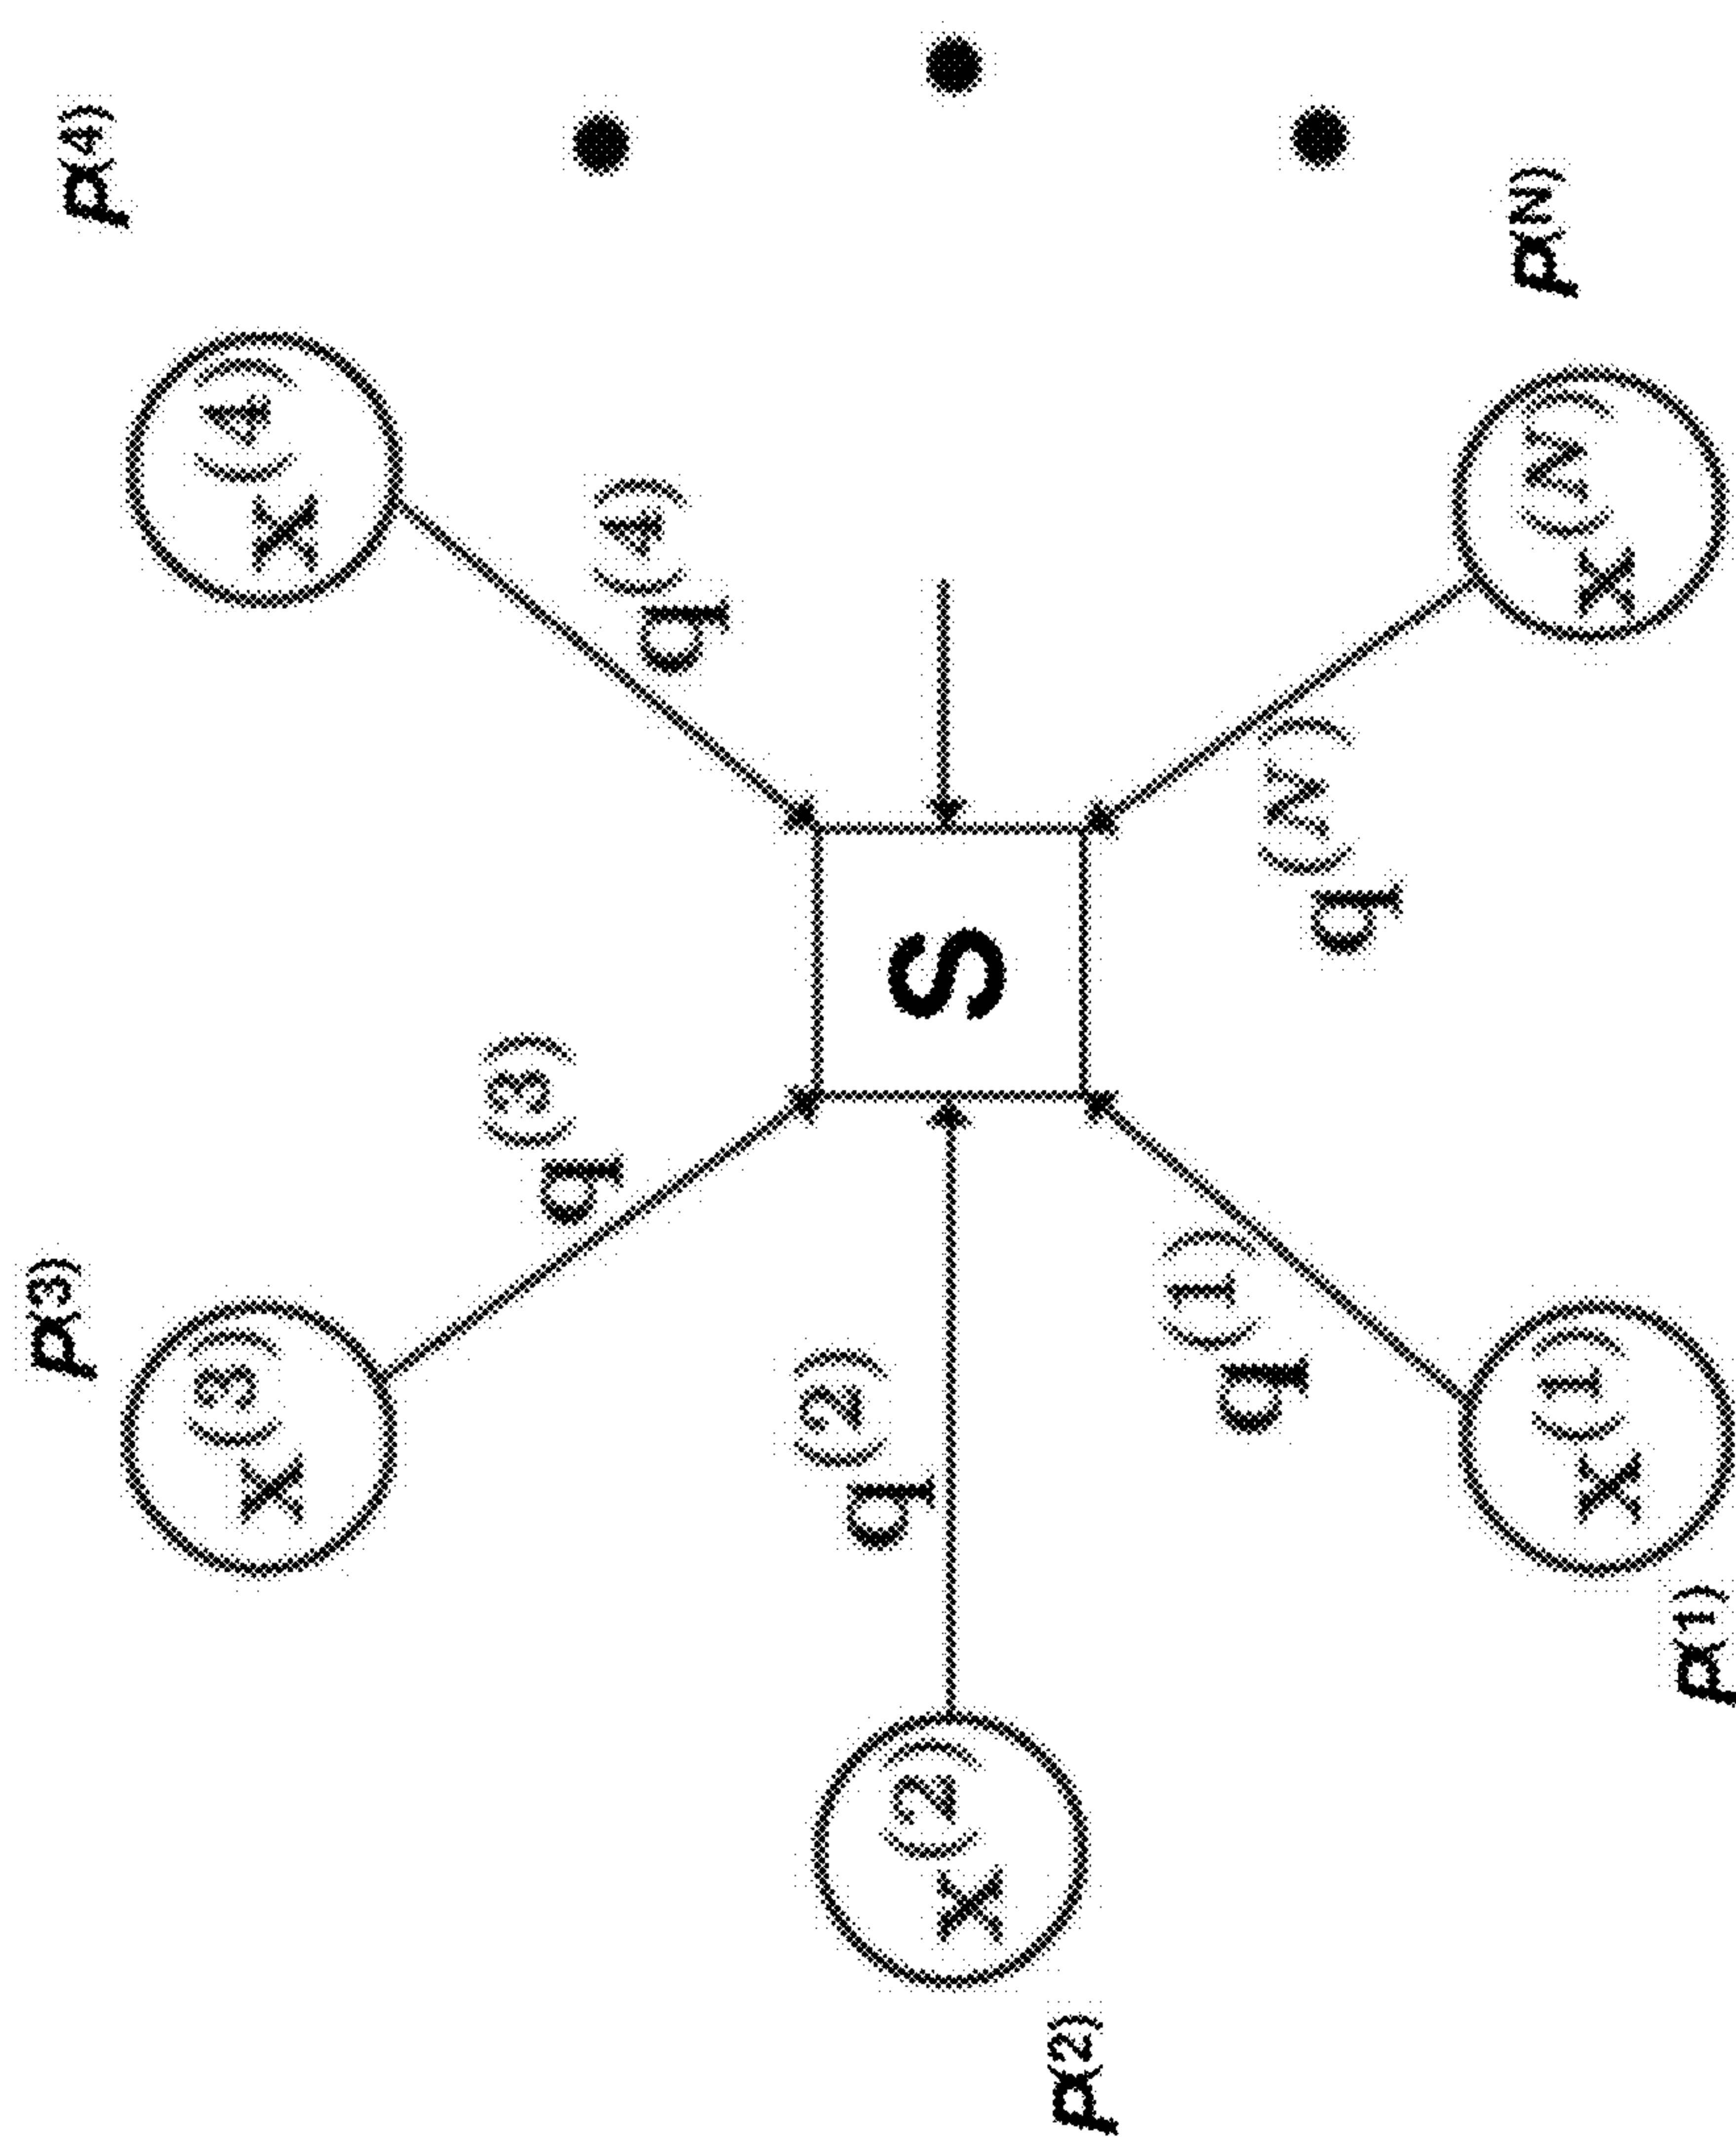 P(3)
P(4)
x(3)
x(4)
q(3)
q(4)
q(2)
x(2)
S
P(2)
q(1)
q(N)
P(N)
x(1)
x(N)
P(1)